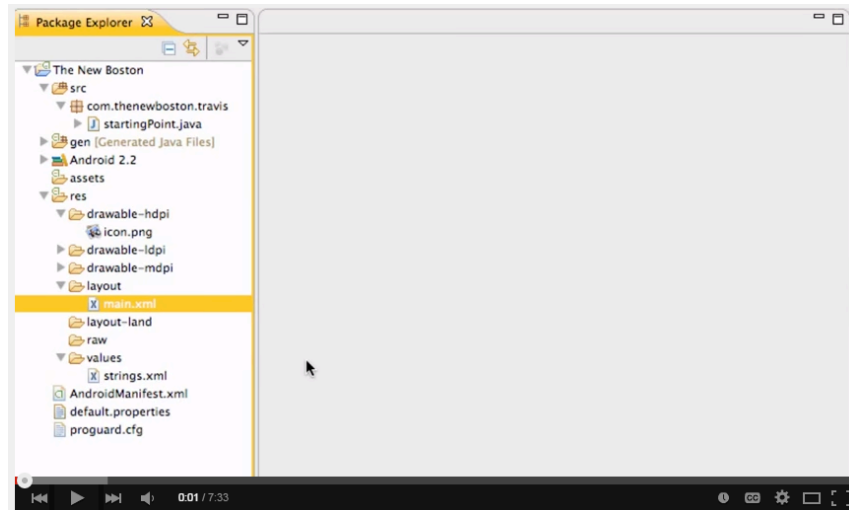 Package Explorer
The New Boston
src
com.thenewboston.travis
startingPoint.java
gen [Generated Java Files]
Android 2.2
assets
res
drawable-hdpi
icon.png
drawable-ldpi
drawable-mdpi
layout
main.xml
layout-land
raw
values
strings.xml
AndroidManifest.xml
default.properties
proguard.cfg
0:01 / 7:33
CC